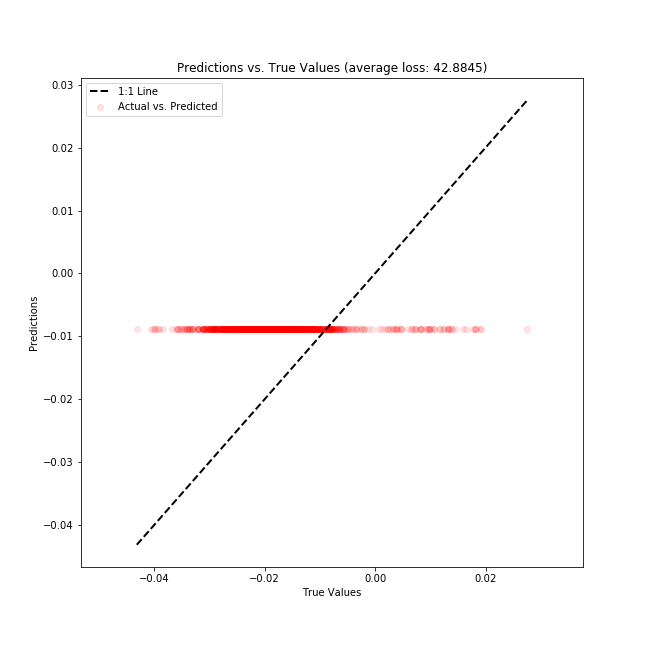 Predictions vs. True Values (average loss: 42.8845)
1:1 Line
Actual vs. Predicted
0.03
0.02
0.01
0.00
−0.01
−0.02
−0.03
−0.04
Predictions
−0.04 −0.02 0.00 0.02
True Values